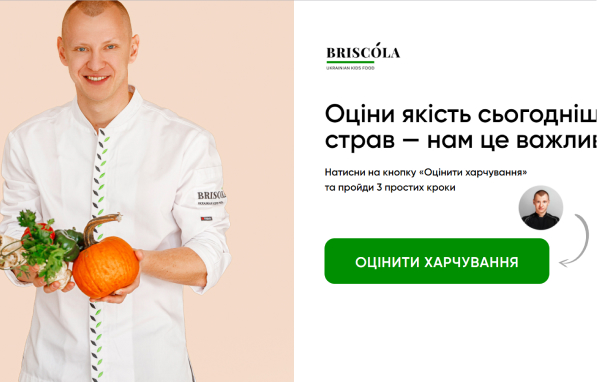 BRISCÓLA
UKRAINIAN KIDS FOOD
Оціни якість сьогодніш
страв — нам це важлив
Натисни на кнопку «Оцінити харчування»
та пройди 3 простих кроки
ОЦІНИТИ ХАРЧУВАННЯ
BRISCÓLA